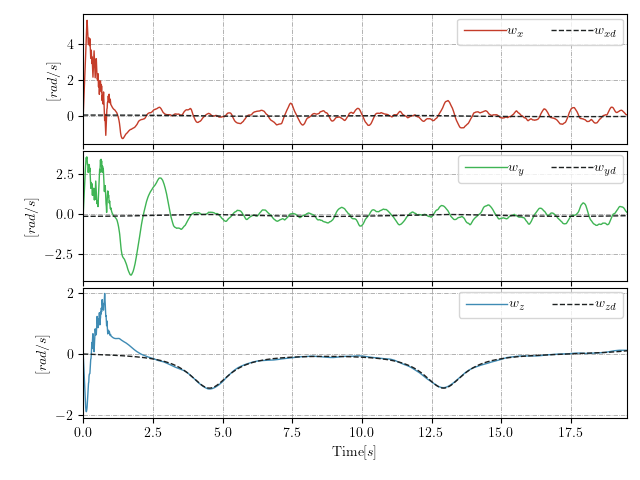 4
2
0
[rad/s]
w_x w_xd
2.5
0.0
−2.5
[rad/s]
w_y w_yd
2
0
−2
[rad/s]
w_z w_zd
0.0 2.5 5.0 7.5 10.0 12.5 15.0 17.5
Time[s]